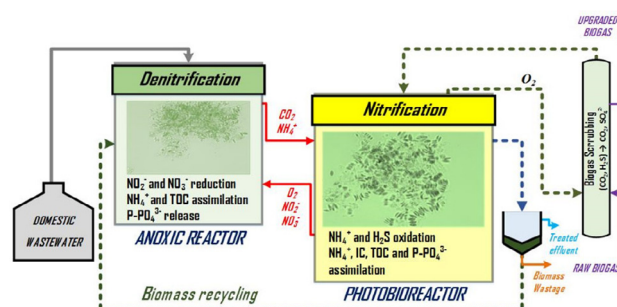 UPGRADED
BIOGAS
Denitrification
O₂
Nitrification
CO₂
NH₄⁺
NO₂⁻ and NO₃⁻ reduction
NH₄⁺ and TOC assimilation
P-PO₄³⁻ release
O₂
NO₂⁻
NO₃⁻
Biogas Scrrubbing
(CO₂, H₂S) → CO₂, SO₄²⁻
DOMESTIC
WASTEWATER
ANOXIC REACTOR
NH₄⁺ and H₂S oxidation
NH₄⁺, IC, TOC and P-PO₄³⁻
assimilation
Treated
effluent
Biomass
Wastage
RAW BIOGAS
Biomass recycling
PHOTOBIOREACTOR